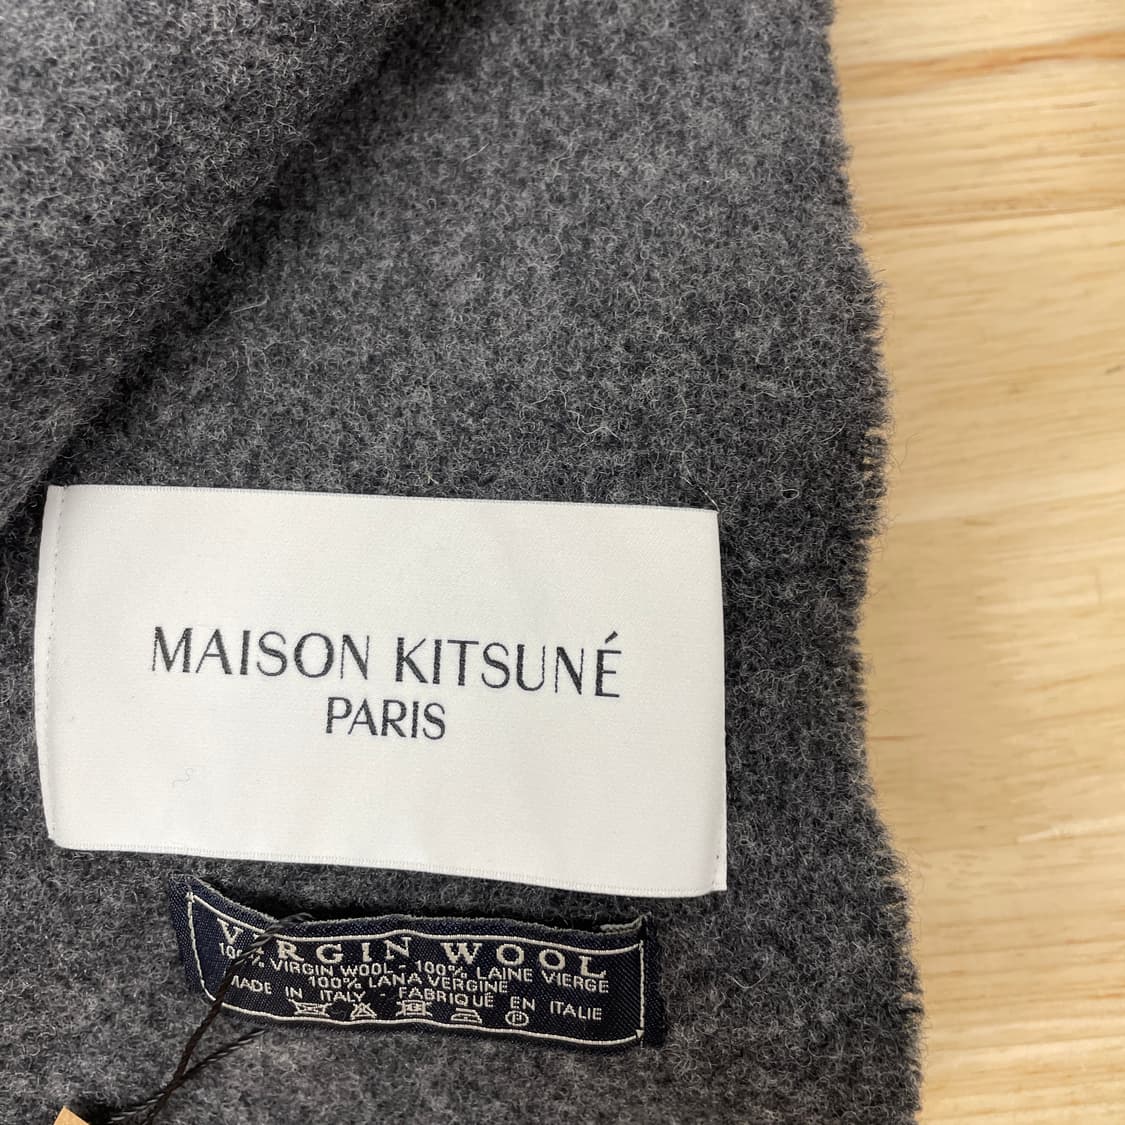 MAISON KITSUNÉ
PARIS
VIRGIN WOOL
100% VIRGIN WOOL - 100% LAINE VIERGE
100% LANA VERGINE
MADE IN ITALY - FABRIQUÉ EN ITALIE
P